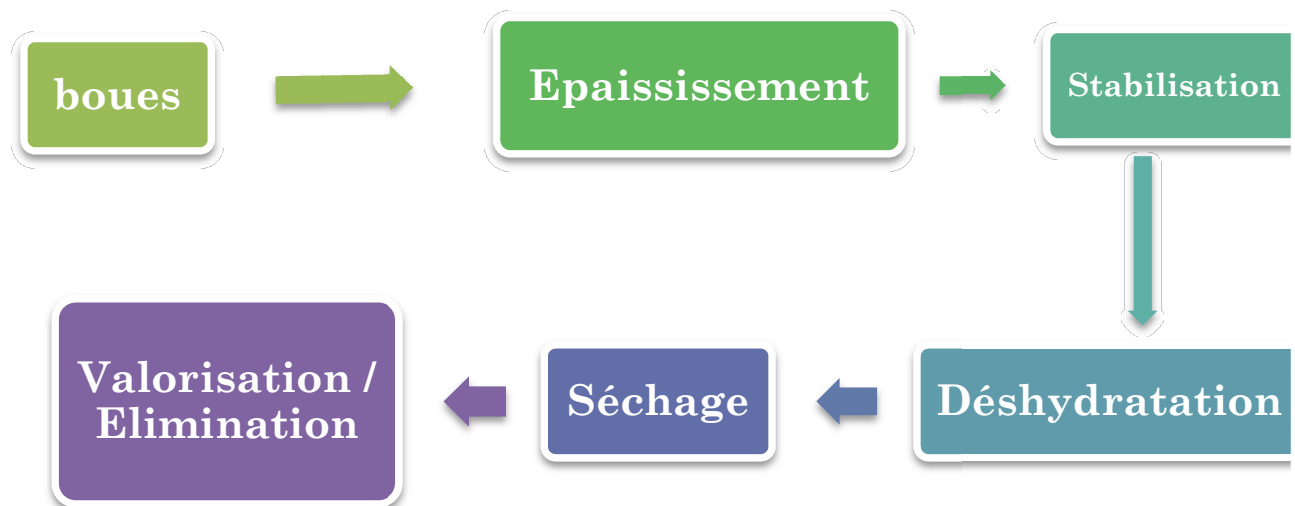 boues
Epaississement
Stabilisation
Déshydratation
Séchage
Valorisation /
Elimination